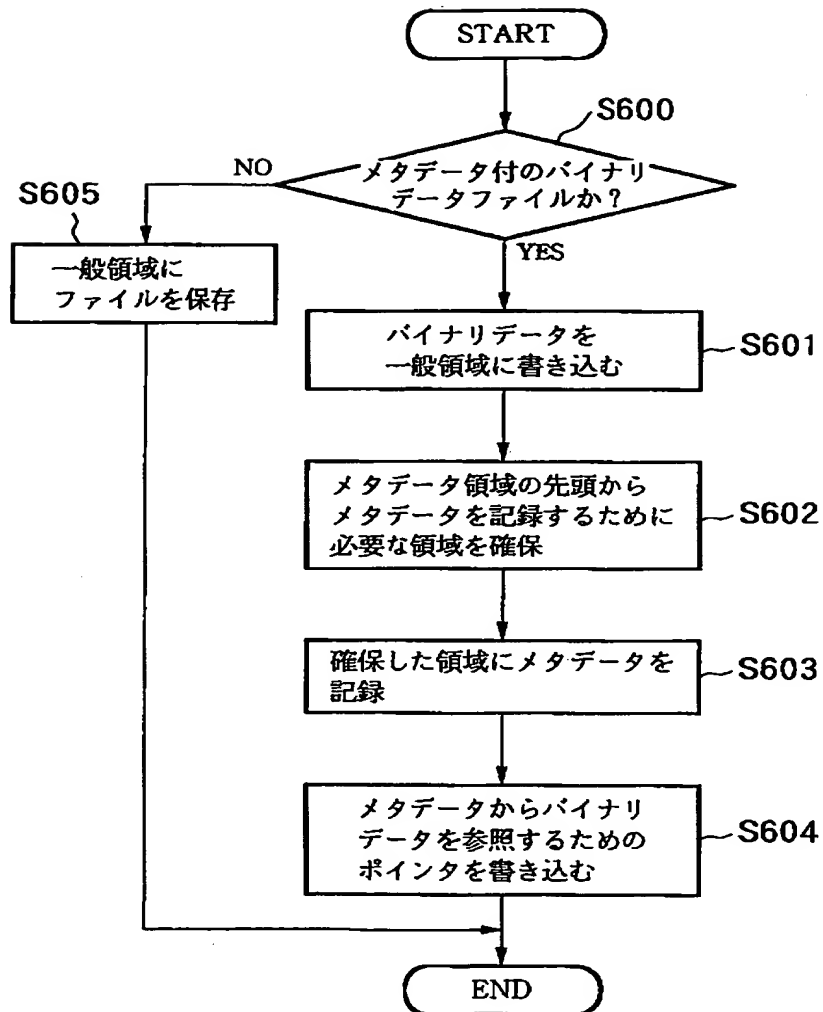 START
S600
メタデータ付のバイナリ
データファイルか？
NO
YES
S605
一般領域に
ファイルを保存
バイナリデータを
一般領域に書き込む
S601
メタデータ領域の先頭から
メタデータを記録するために
必要な領域を確保
S602
確保した領域にメタデータを
記録
S603
メタデータからバイナリ
データを参照するための
ポインタを書き込む
S604
END